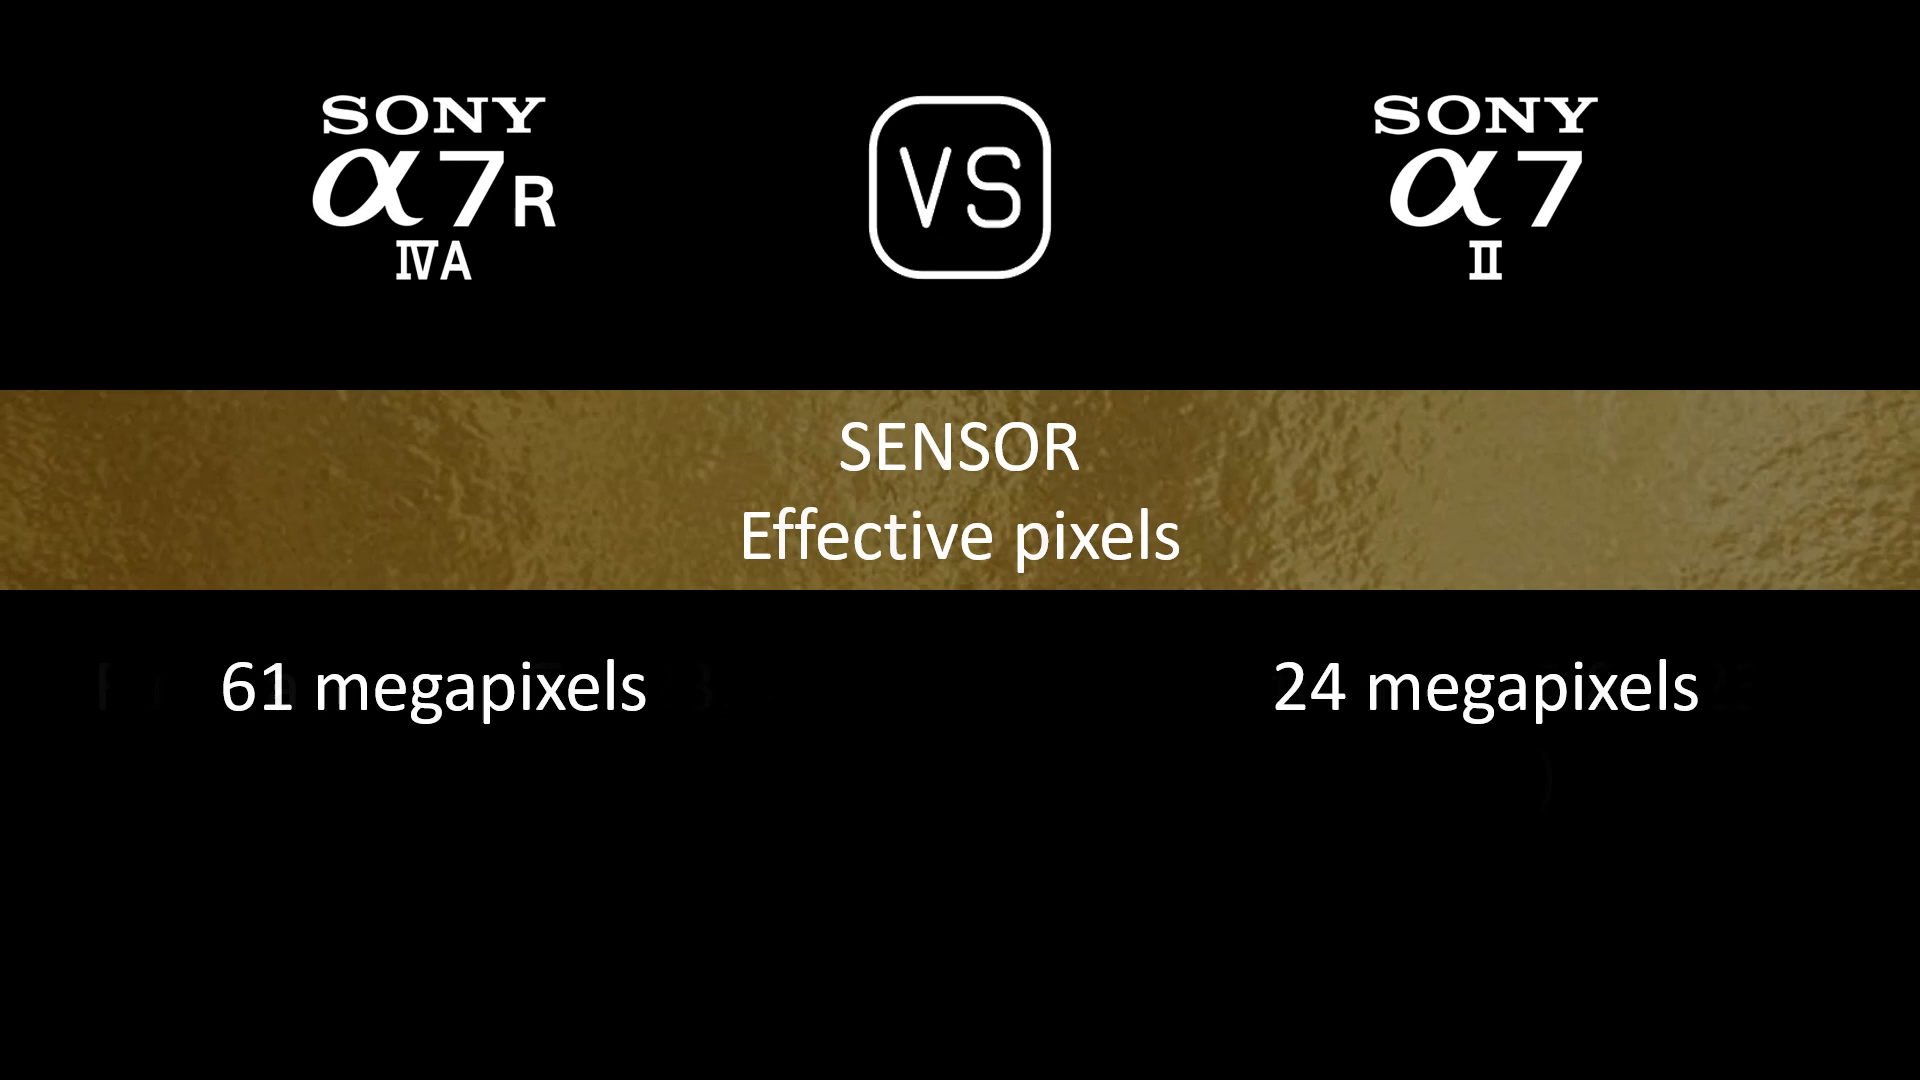 SONY
α7R
IVA
VS
SONY
α7
II
SENSOR
Effective pixels
61 megapixels
24 megapixels